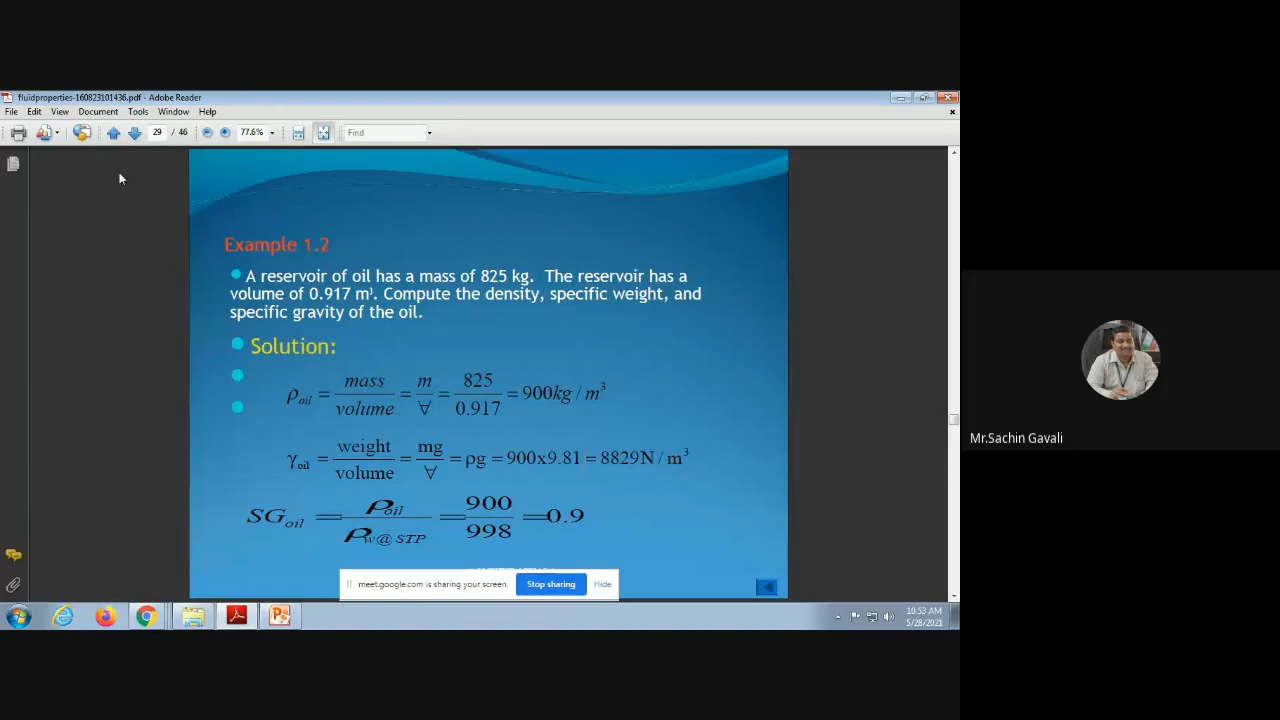 fluidproperties-160823101436.pdf - Adobe Reader
File Edit View Document Tools Window Help
29 / 46 77.6% Find
Example 1.2
A reservoir of oil has a mass of 825 kg. The reservoir has a
volume of 0.917 m³. Compute the density, specific weight, and
specific gravity of the oil.
Solution:
ρoil = mass/volume = m/∀ = 825/0.917 = 900kg / m³
γoil = weight/volume = mg/∀ = ρg = 900x9.81 = 8829N / m³
SGoil = ρoil/ρw@STP = 900/998 = 0.9
meet.google.com is sharing your screen. Stop sharing Hide
10:53 AM
5/28/2021
Mr.Sachin Gavali